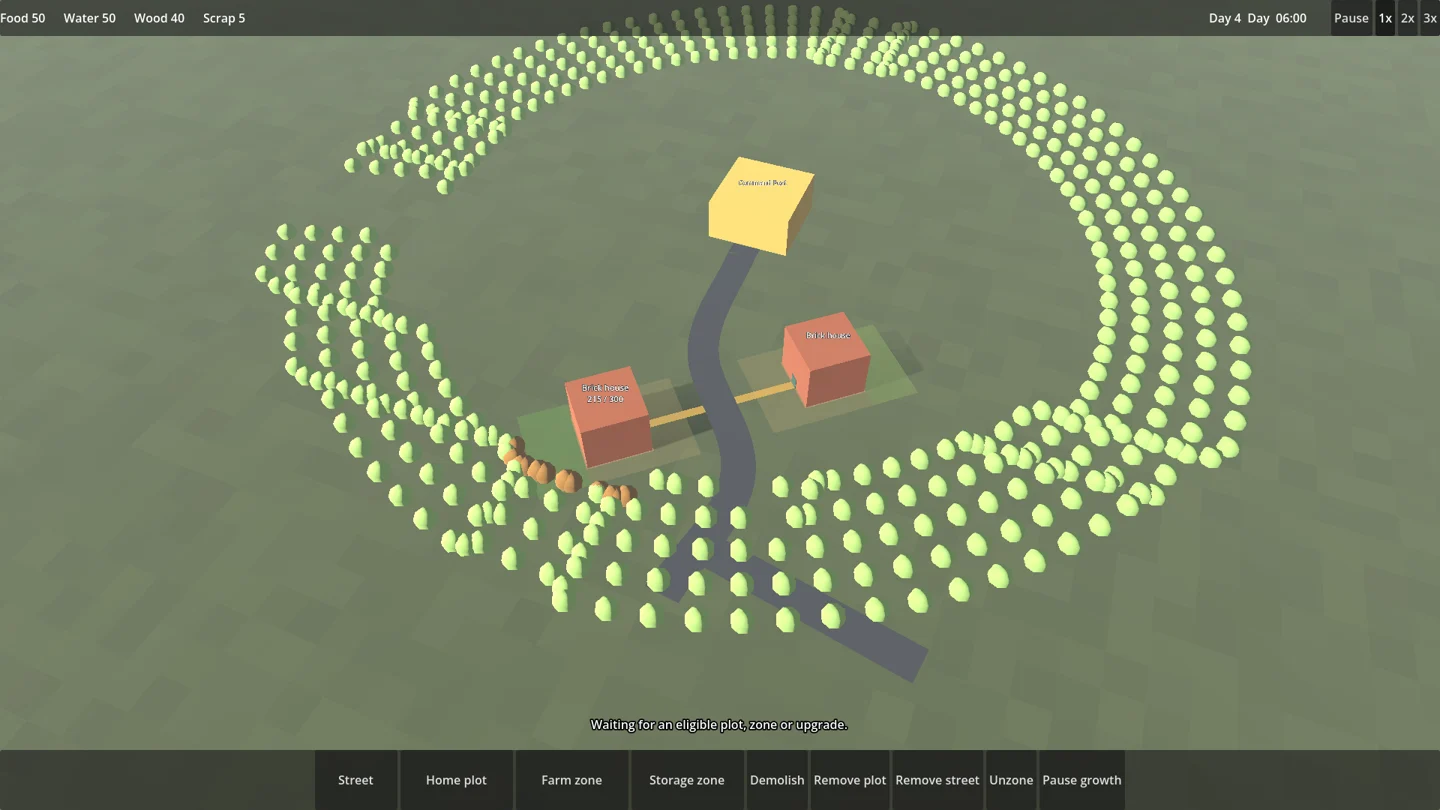 Food 50 Water 50 Wood 40 Scrap 5 Day 4 Day 06:00 Pause 1x 2x 3x
Brick house
Brick house
215 / 300
Waiting for an eligible plot, zone or upgrade.
Street Home plot Farm zone Storage zone Demolish Remove plot Remove street Unzone Pause growth